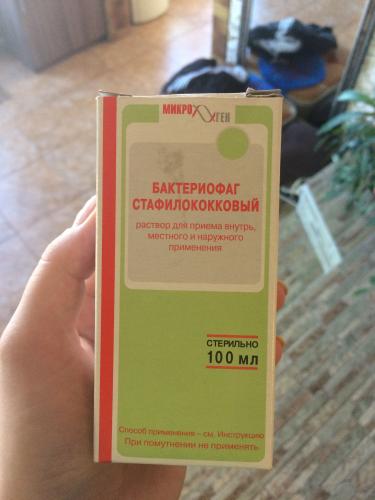 МИКРОГЕН
БАКТЕРИОФАГ
СТАФИЛОКОККОВЫЙ
раствор для приема внутрь,
местного и наружного
применения
СТЕРИЛЬНО
100 мл
Способ применения – см. Инструкцию
При помутнении не применять